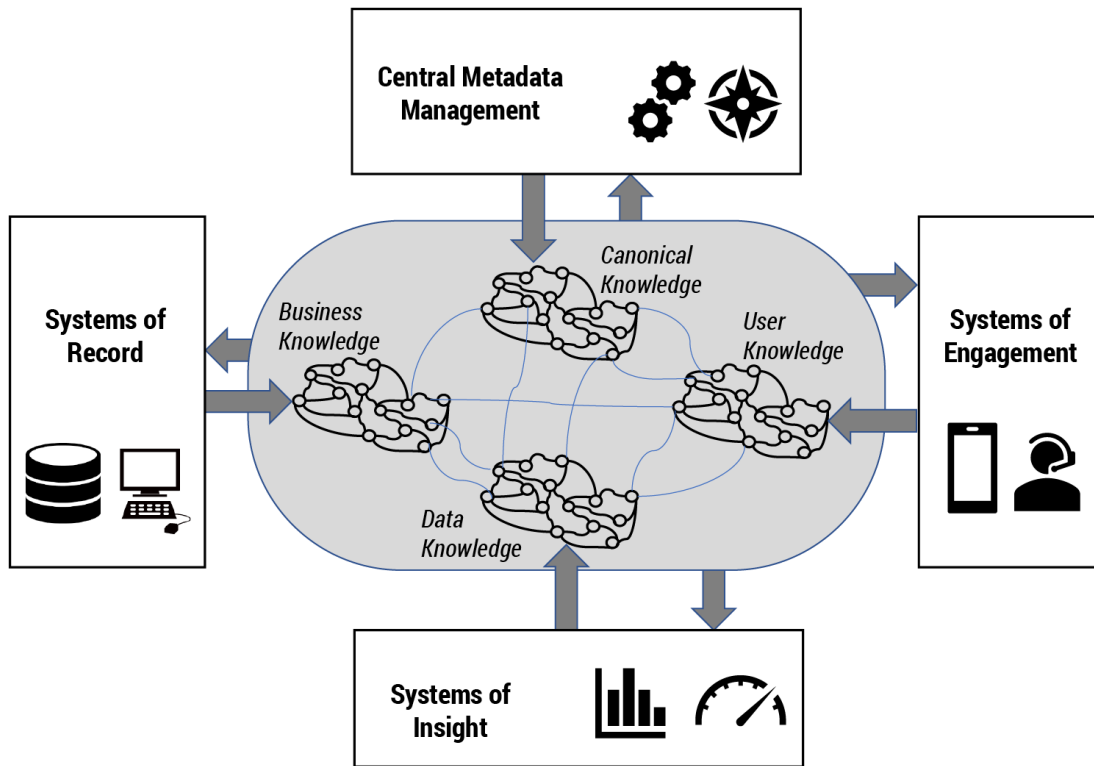 Central Metadata
Management
Canonical
Knowledge
Business
Knowledge
User
Knowledge
Systems of
Record
Systems of
Engagement
Data
Knowledge
Systems of
Insight